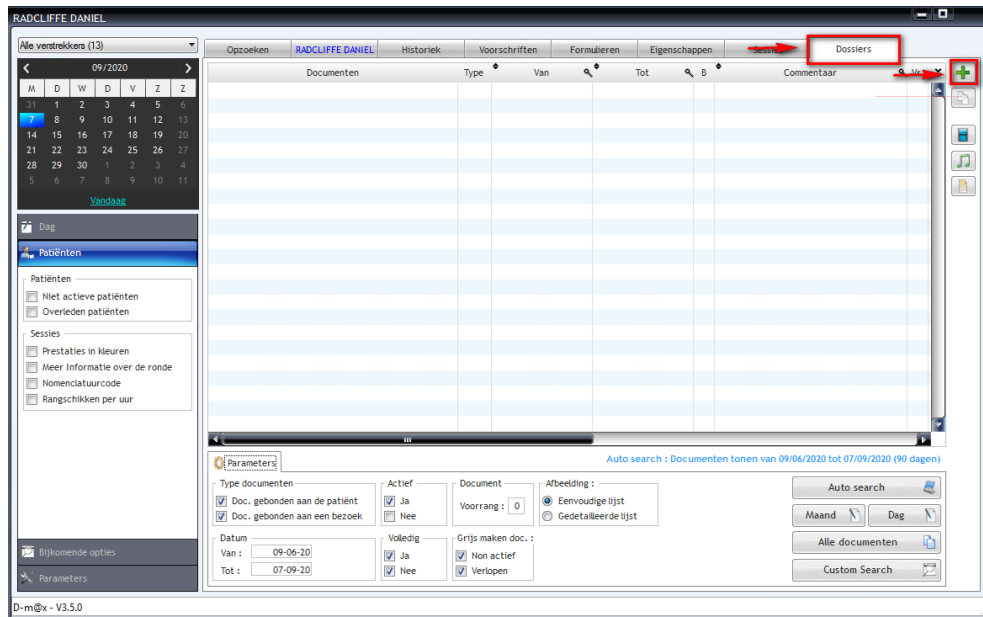 RADCLIFFE DANIEL
Alle verstrekkers (13)
Opzoeken RADCLIFFE DANIEL Historiek Voorschriften Formulieren Eigenschappen Dossiers
09/2020
Documenten Type Van Tot B Commentaar
M D W D V Z Z
31 1 2 3 4 5 6
7 8 9 10 11 12 13
14 15 16 17 18 19 20
21 22 23 24 25 26 27
28 29 30 1 2 3 4
5 6 7 8 9 10 11
Vandaag
7 Dag
Patiënten
Patiënten
Niet actieve patiënten
Overleden patiënten
Sessies
Prestaties in kleuren
Meer Informatie over de ronde
Nomenclatuurcode
Rangschikken per uur
Bijkomende opties
Parameters
Parameters
Auto search : Documenten tonen van 09/06/2020 tot 07/09/2020 (90 dagen)
Type documenten
Doc. gebonden aan de patiënt
Doc. gebonden aan een bezoek
Actief
Ja
Nee
Document
Voorrang : 0
Afbeelding :
Eenvoudige lijst
Gedetailleerde lijst
Datum
Van : 09-06-20
Tot : 07-09-20
Volledig
Ja
Nee
Grijs maken doc. :
Non actief
Verlopen
Auto search
Maand Dag
Alle documenten
Custom Search
D-m@x - V3.5.0